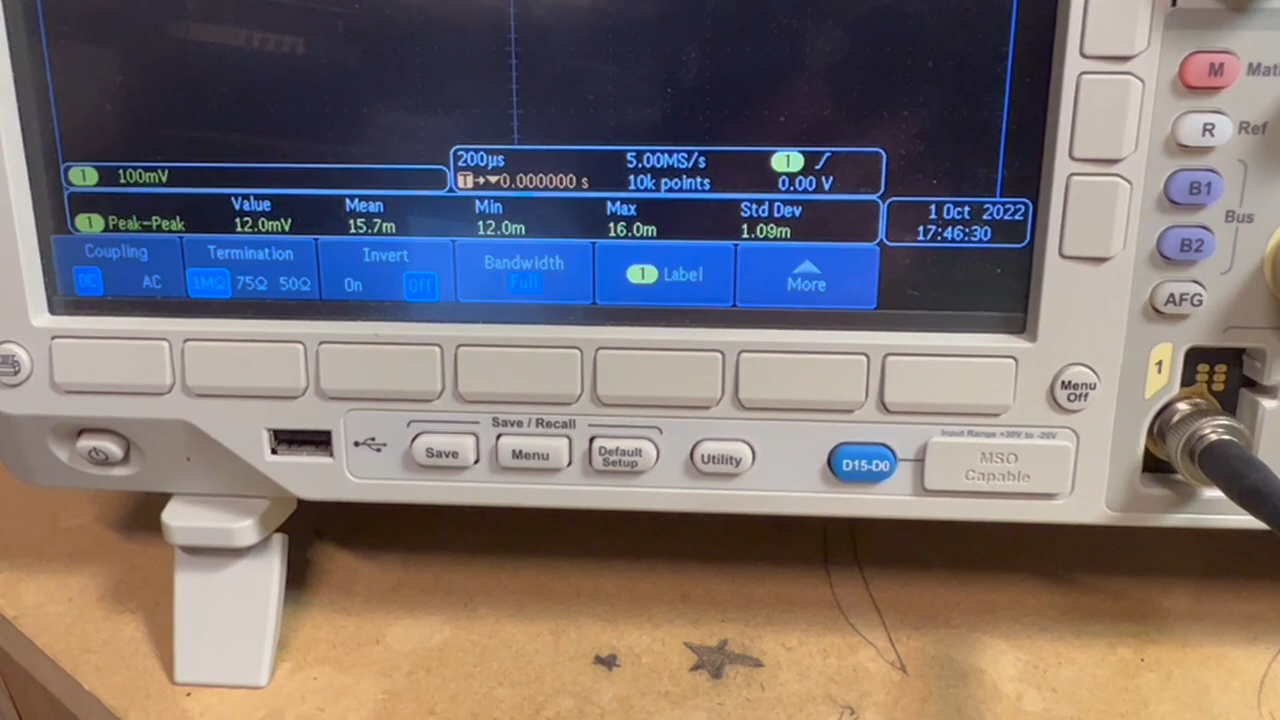 200µs 5.00MS/s 1
1 100mV
T 0.000000 s 10k points 0.00 V
Value Mean Min Max Std Dev
1 Peak-Peak 12.0mV 15.7m 12.0m 16.0m 1.09m
1 Oct 2022
17:46:30
Coupling
DC AC
Termination
1MΩ 75Ω 50Ω
Invert
On Off
Bandwidth
Full
1 Label
More
M
R Ref
B1
Bus
B2
AFG
1
Menu
Off
Save / Recall
Save
Menu
Default
Setup
Utility
D15-D0
Input Range +30V to -20V
MSO
Capable